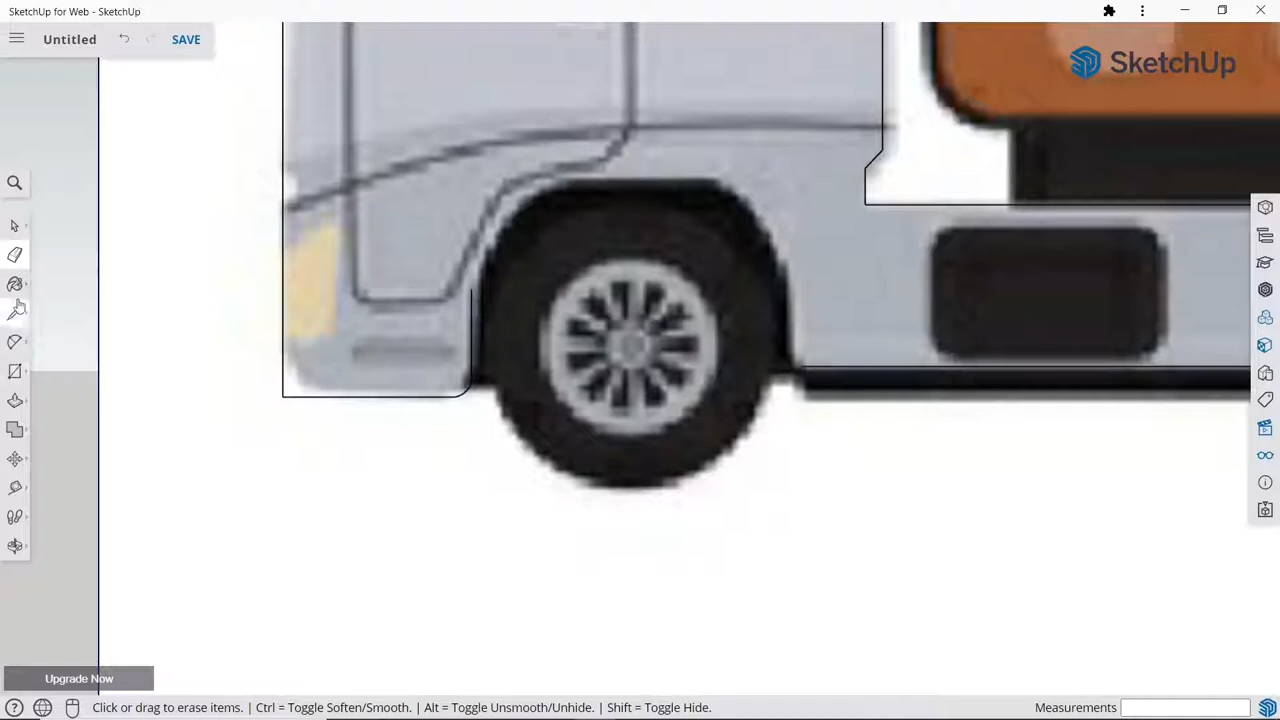 SketchUp for Web - SketchUp
Untitled
SAVE
SketchUp
Upgrade Now
Click or drag to erase items. | Ctrl = Toggle Soften/Smooth. | Alt = Toggle Unsmooth/Unhide. | Shift = Toggle Hide.
Measurements